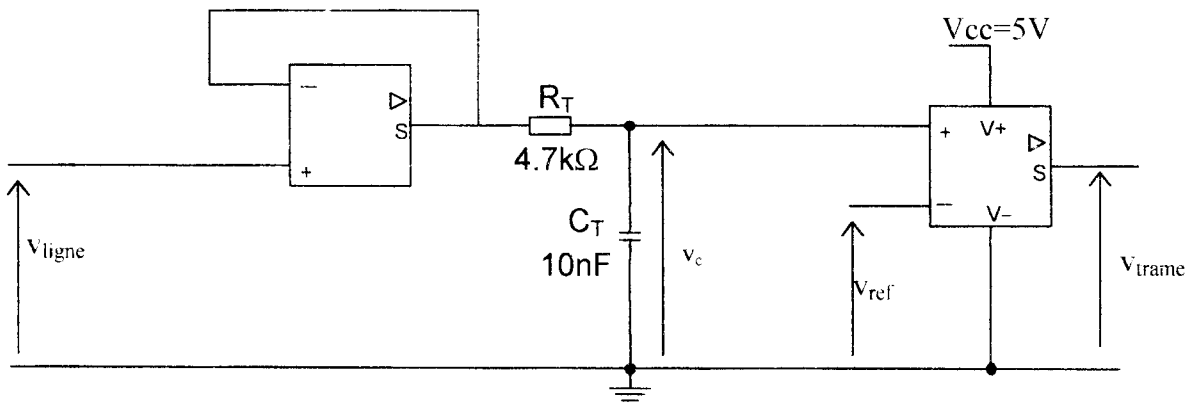 Vcc=5V
−
S
+
R_T
4.7kΩ
C_T
10nF
V_ligne
v_c
+
V+
S
−
V−
V_ref
V_trame